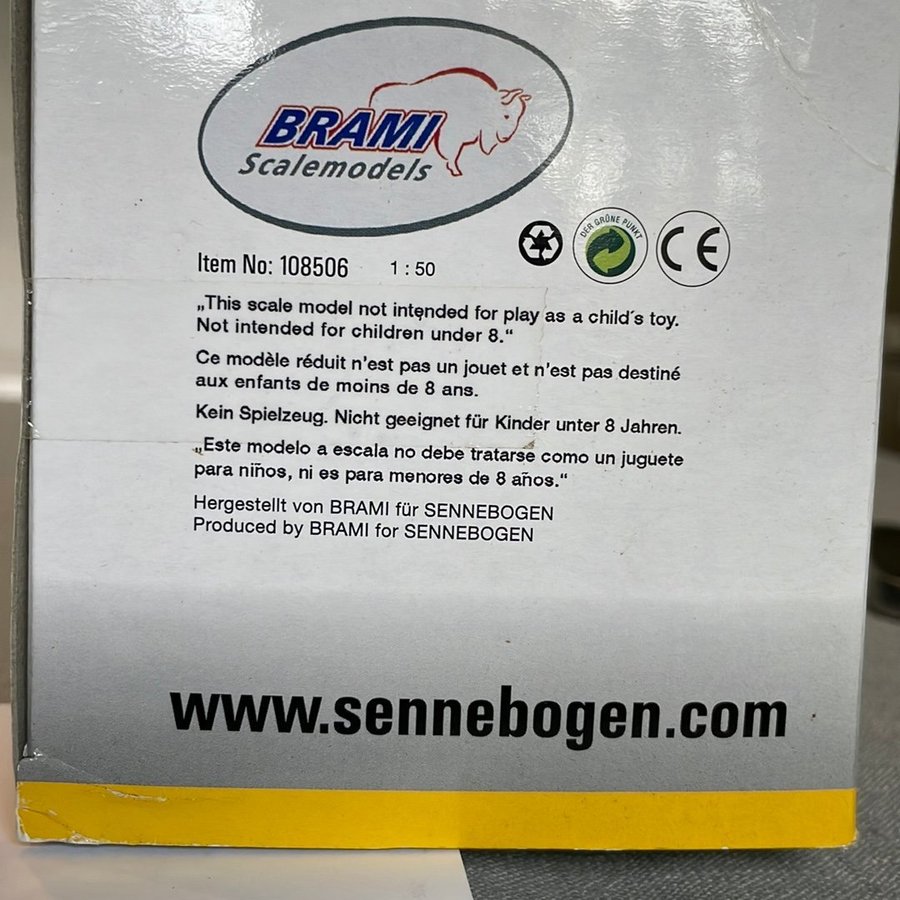 BRAMI
Scalemodels
DER GRÜNE PUNKT
CE
Item No: 108506 1 : 50
„This scale model not intended for play as a child´s toy.
Not intended for children under 8.“
Ce modèle réduit n’est pas un jouet et n’est pas destiné
aux enfants de moins de 8 ans.
Kein Spielzeug. Nicht geeignet für Kinder unter 8 Jahren.
„Este modelo a escala no debe tratarse como un juguete
para niños, ni es para menores de 8 años.“
Hergestellt von BRAMI für SENNEBOGEN
Produced by BRAMI for SENNEBOGEN
www.sennebogen.com